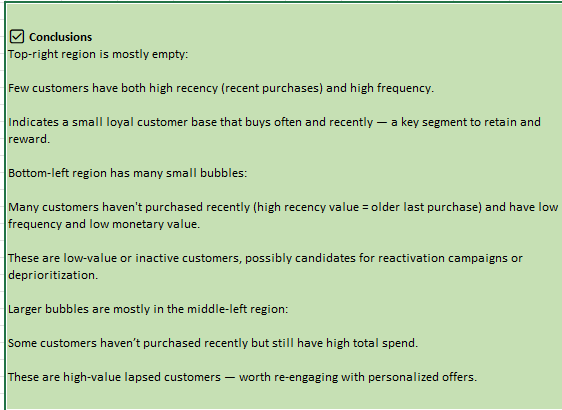 ☑ Conclusions
Top-right region is mostly empty:
Few customers have both high recency (recent purchases) and high frequency.
Indicates a small loyal customer base that buys often and recently — a key segment to retain and
reward.
Bottom-left region has many small bubbles:
Many customers haven't purchased recently (high recency value = older last purchase) and have low
frequency and low monetary value.
These are low-value or inactive customers, possibly candidates for reactivation campaigns or
deprioritization.
Larger bubbles are mostly in the middle-left region:
Some customers haven’t purchased recently but still have high total spend.
These are high-value lapsed customers — worth re-engaging with personalized offers.